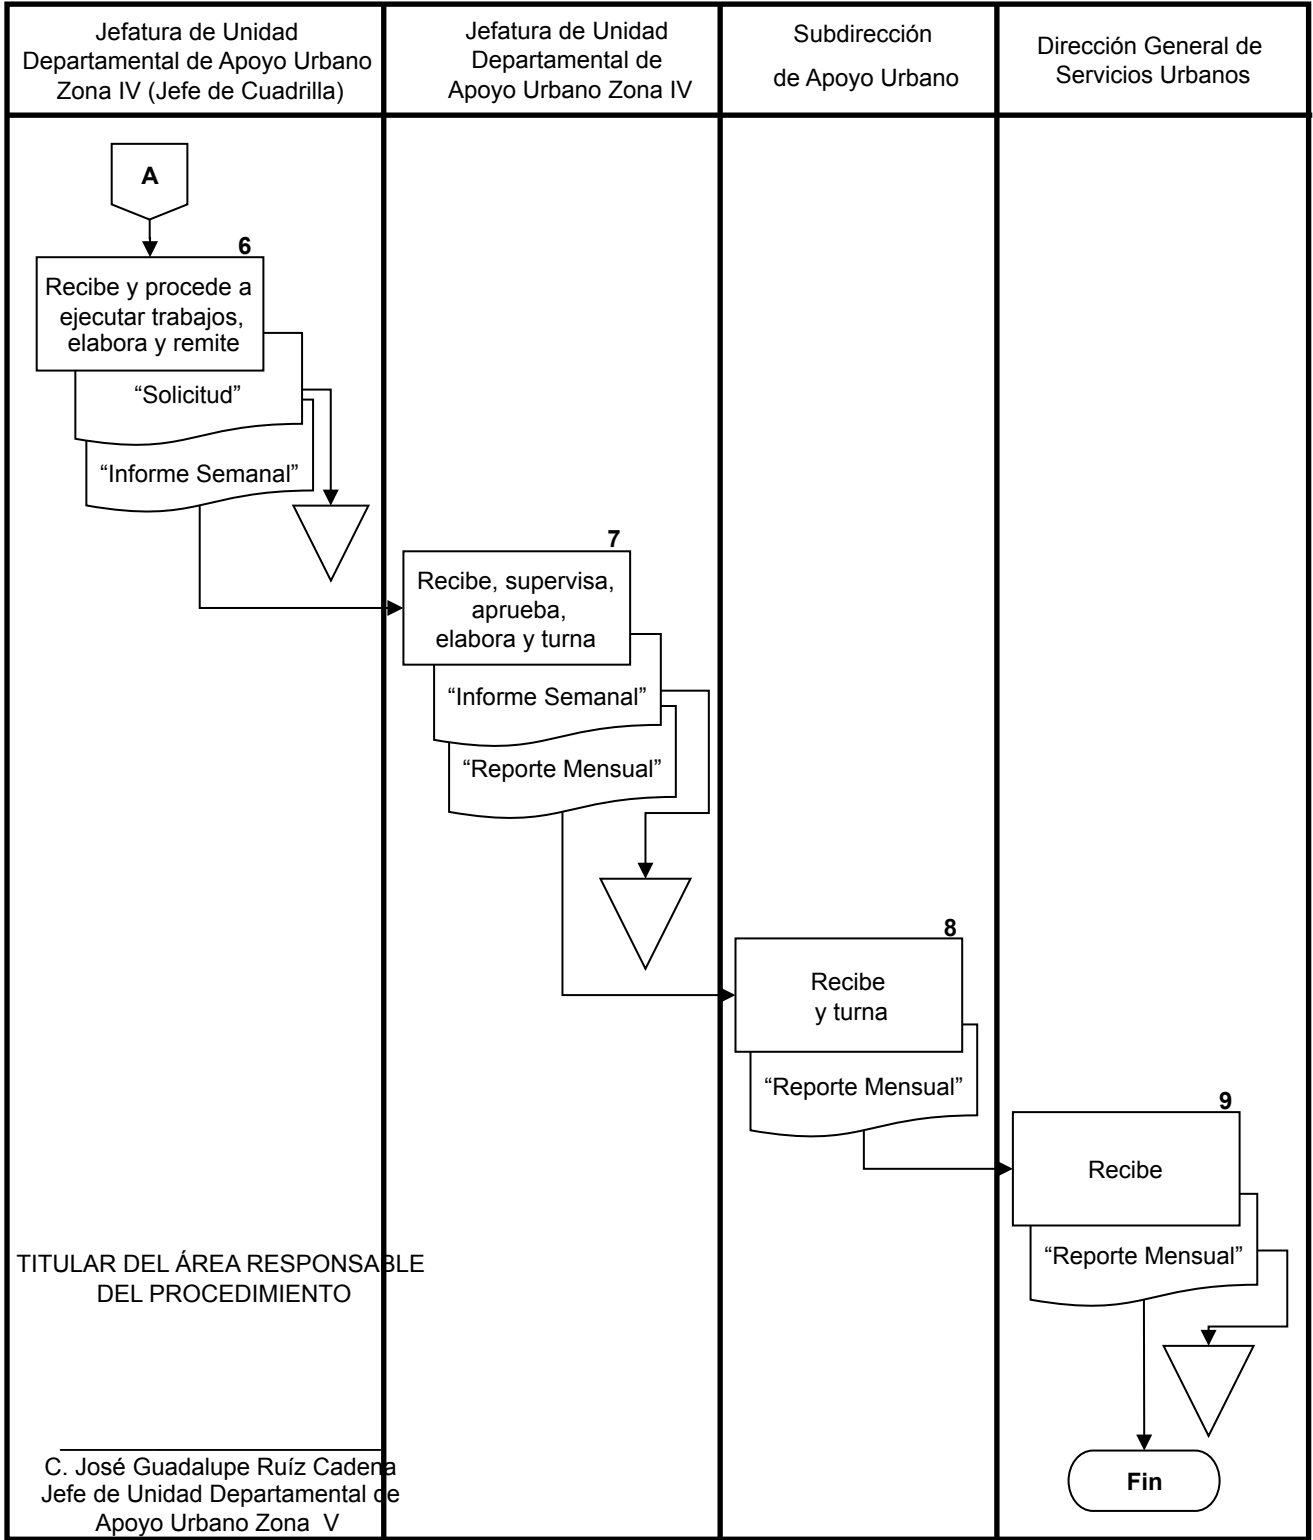 Jefatura de Unidad
Departamental de Apoyo Urbano
Zona IV (Jefe de Cuadrilla)
Jefatura de Unidad
Departamental de
Apoyo Urbano Zona IV
Subdirección
de Apoyo Urbano
Dirección General de
Servicios Urbanos
A
6
Recibe y procede a
ejecutar trabajos,
elabora y remite
“Solicitud”
“Informe Semanal”
7
Recibe, supervisa,
aprueba,
elabora y turna
“Informe Semanal”
“Reporte Mensual”
8
Recibe
y turna
“Reporte Mensual”
9
Recibe
“Reporte Mensual”
Fin
TITULAR DEL ÁREA RESPONSABLE
DEL PROCEDIMIENTO
C. José Guadalupe Ruíz Cadena
Jefe de Unidad Departamental de
Apoyo Urbano Zona V